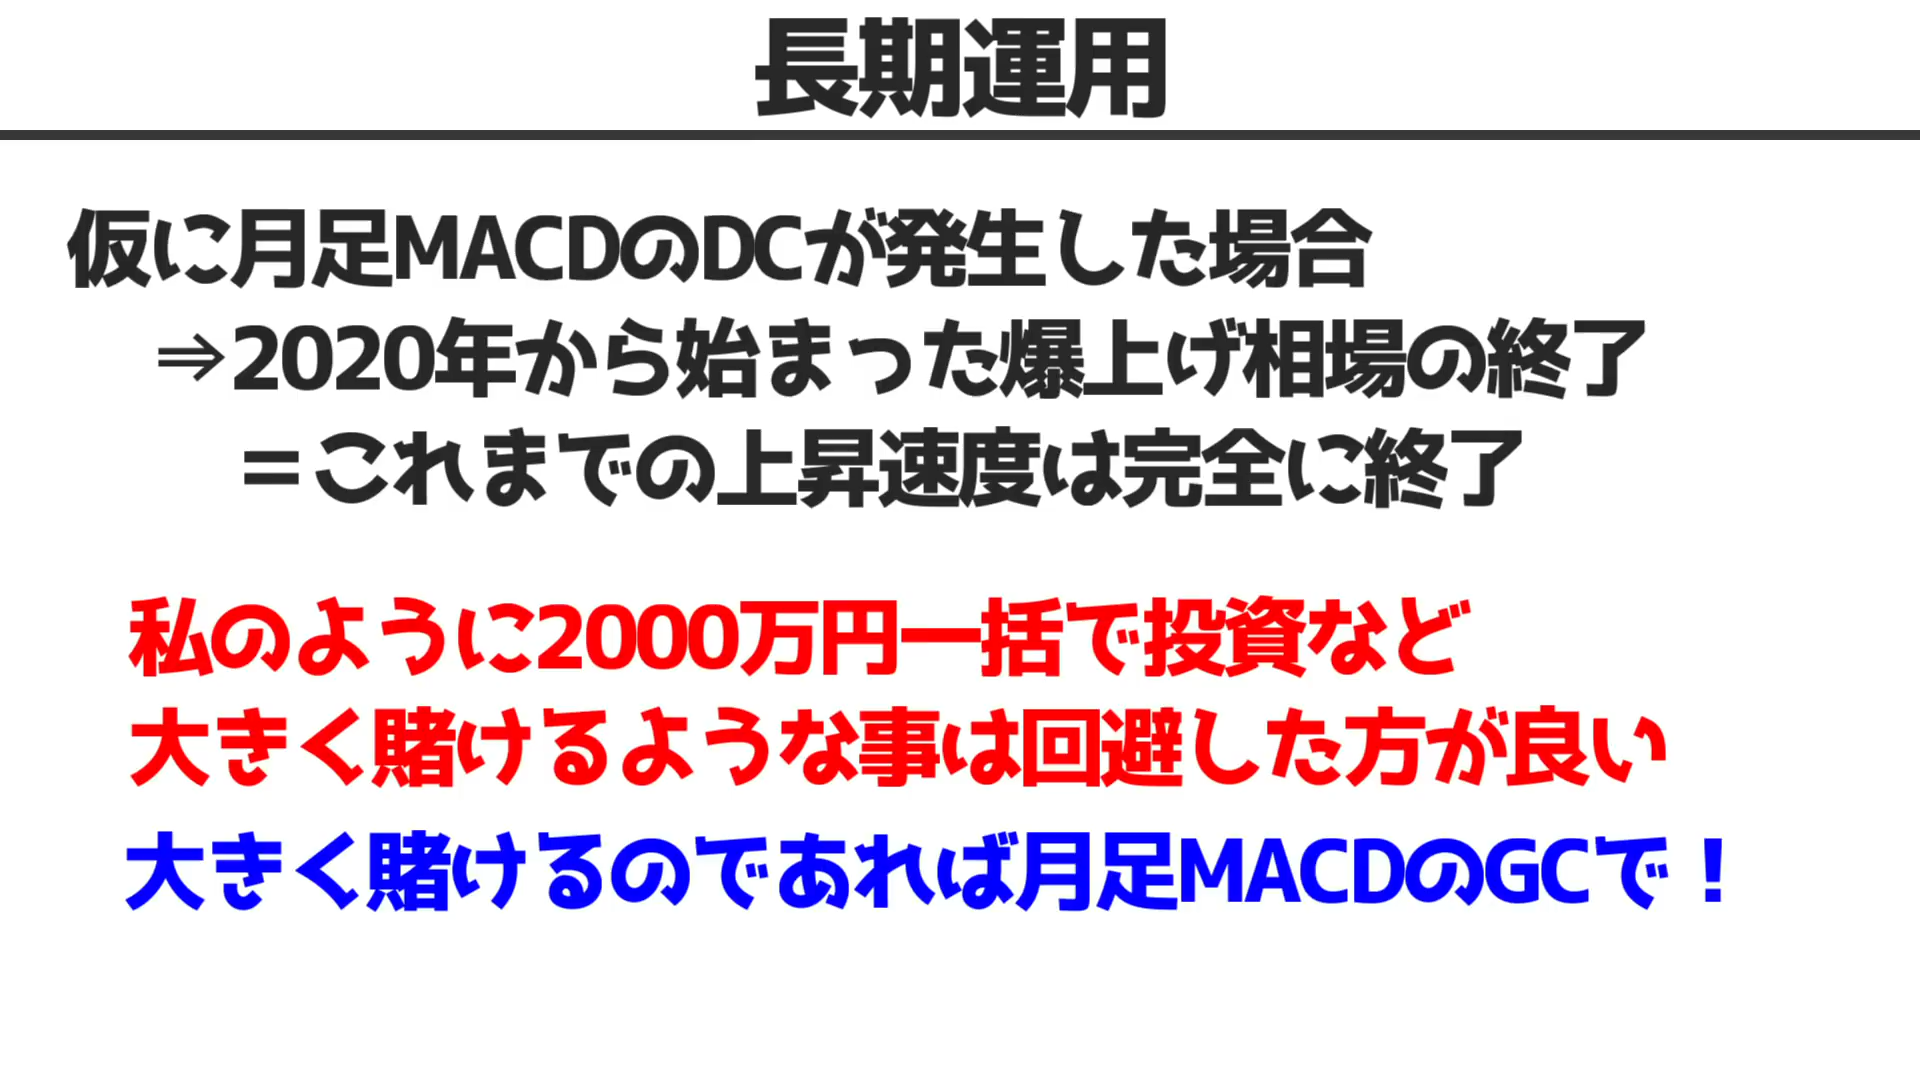 長期運用
仮に月足MACDのDCが発生した場合
⇒2020年から始まった爆上げ相場の終了
＝これまでの上昇速度は完全に終了
私のように2000万円一括で投資など
大きく賭けるような事は回避した方が良い
大きく賭けるのであれば月足MACDのGCで！